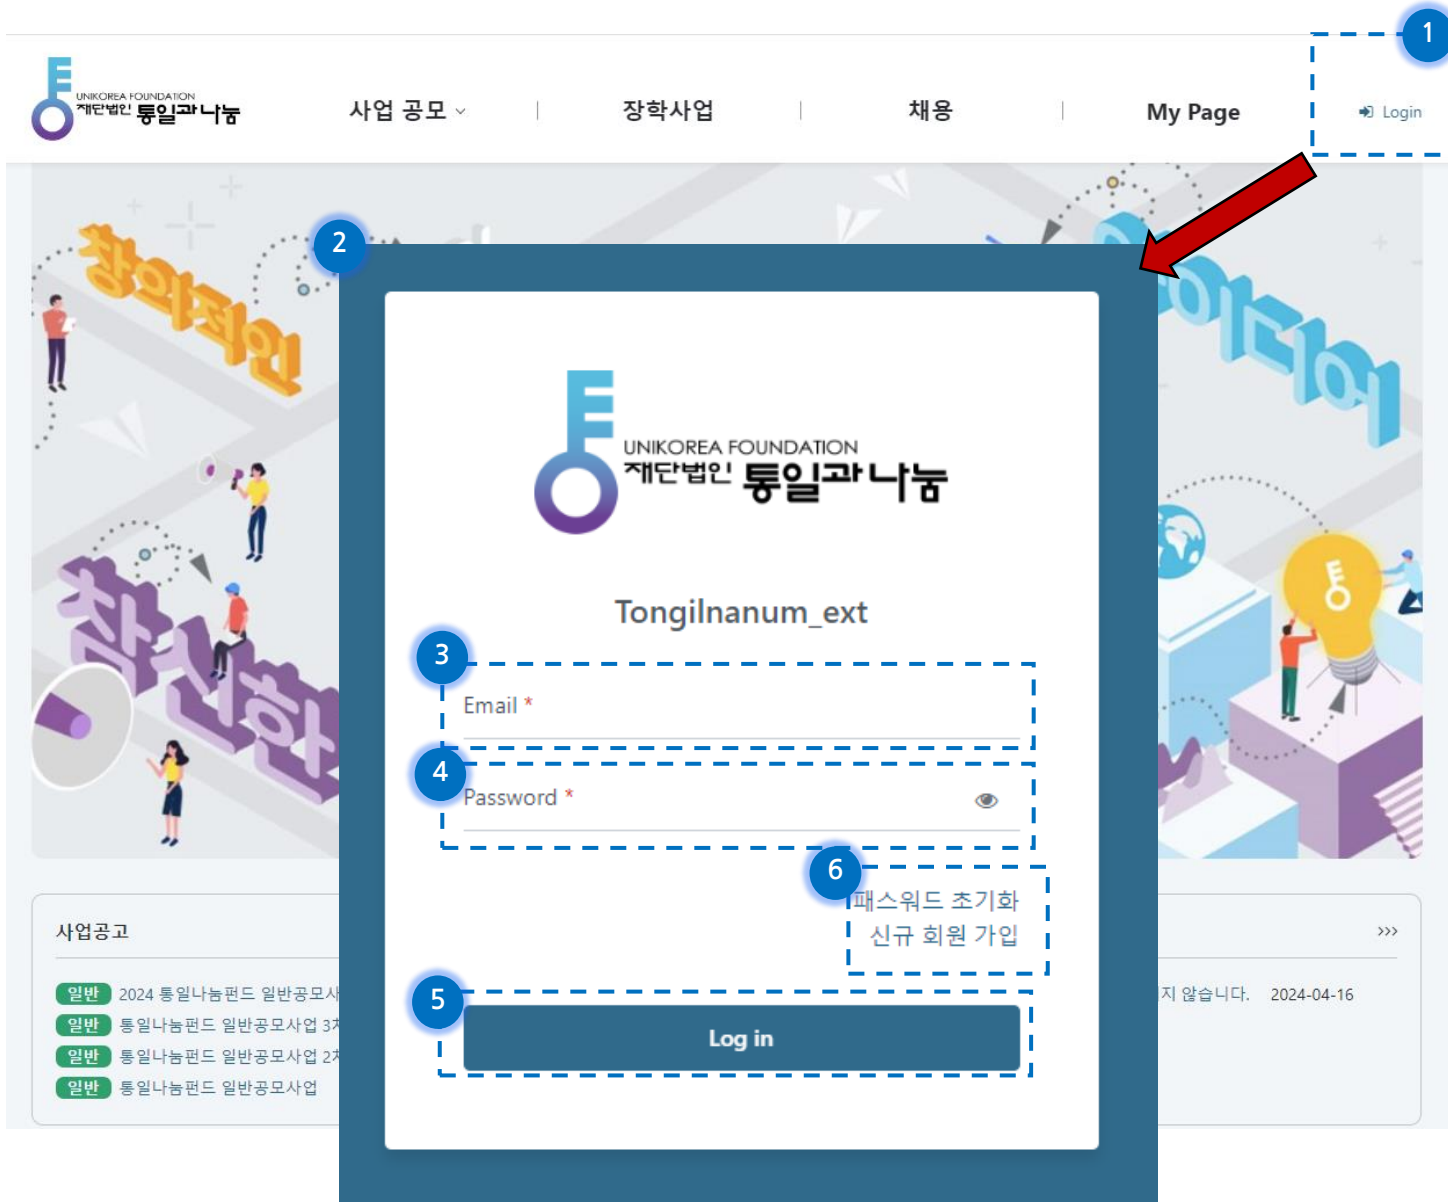 1
UNIKOREA FOUNDATION
재단법인 통일과나눔
사업 공모
장학사업
채용
My Page
Login
창의적인
아이디어
참신한
2
UNIKOREA FOUNDATION
재단법인 통일과나눔
Tongilnanum_ext
3
Email *
4
Password *
6
패스워드 초기화
신규 회원 가입
5
Log in
사업공고
>>>
일반 2024 통일나눔펀드 일반공모사
지 않습니다. 2024-04-16
일반 통일나눔펀드 일반공모사업 3차
일반 통일나눔펀드 일반공모사업 2차
일반 통일나눔펀드 일반공모사업